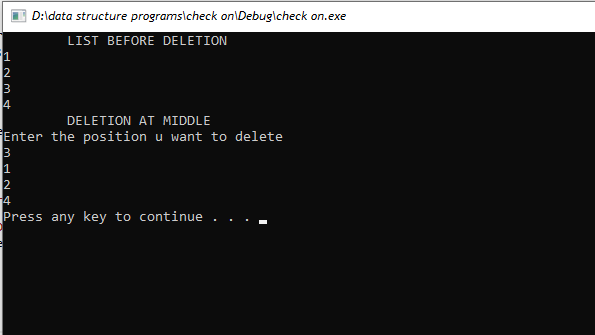 D:\data structure programs\check on\Debug\check on.exe
LIST BEFORE DELETION
1
2
3
4
DELETION AT MIDDLE
Enter the position u want to delete
3
1
2
4
Press any key to continue . . .